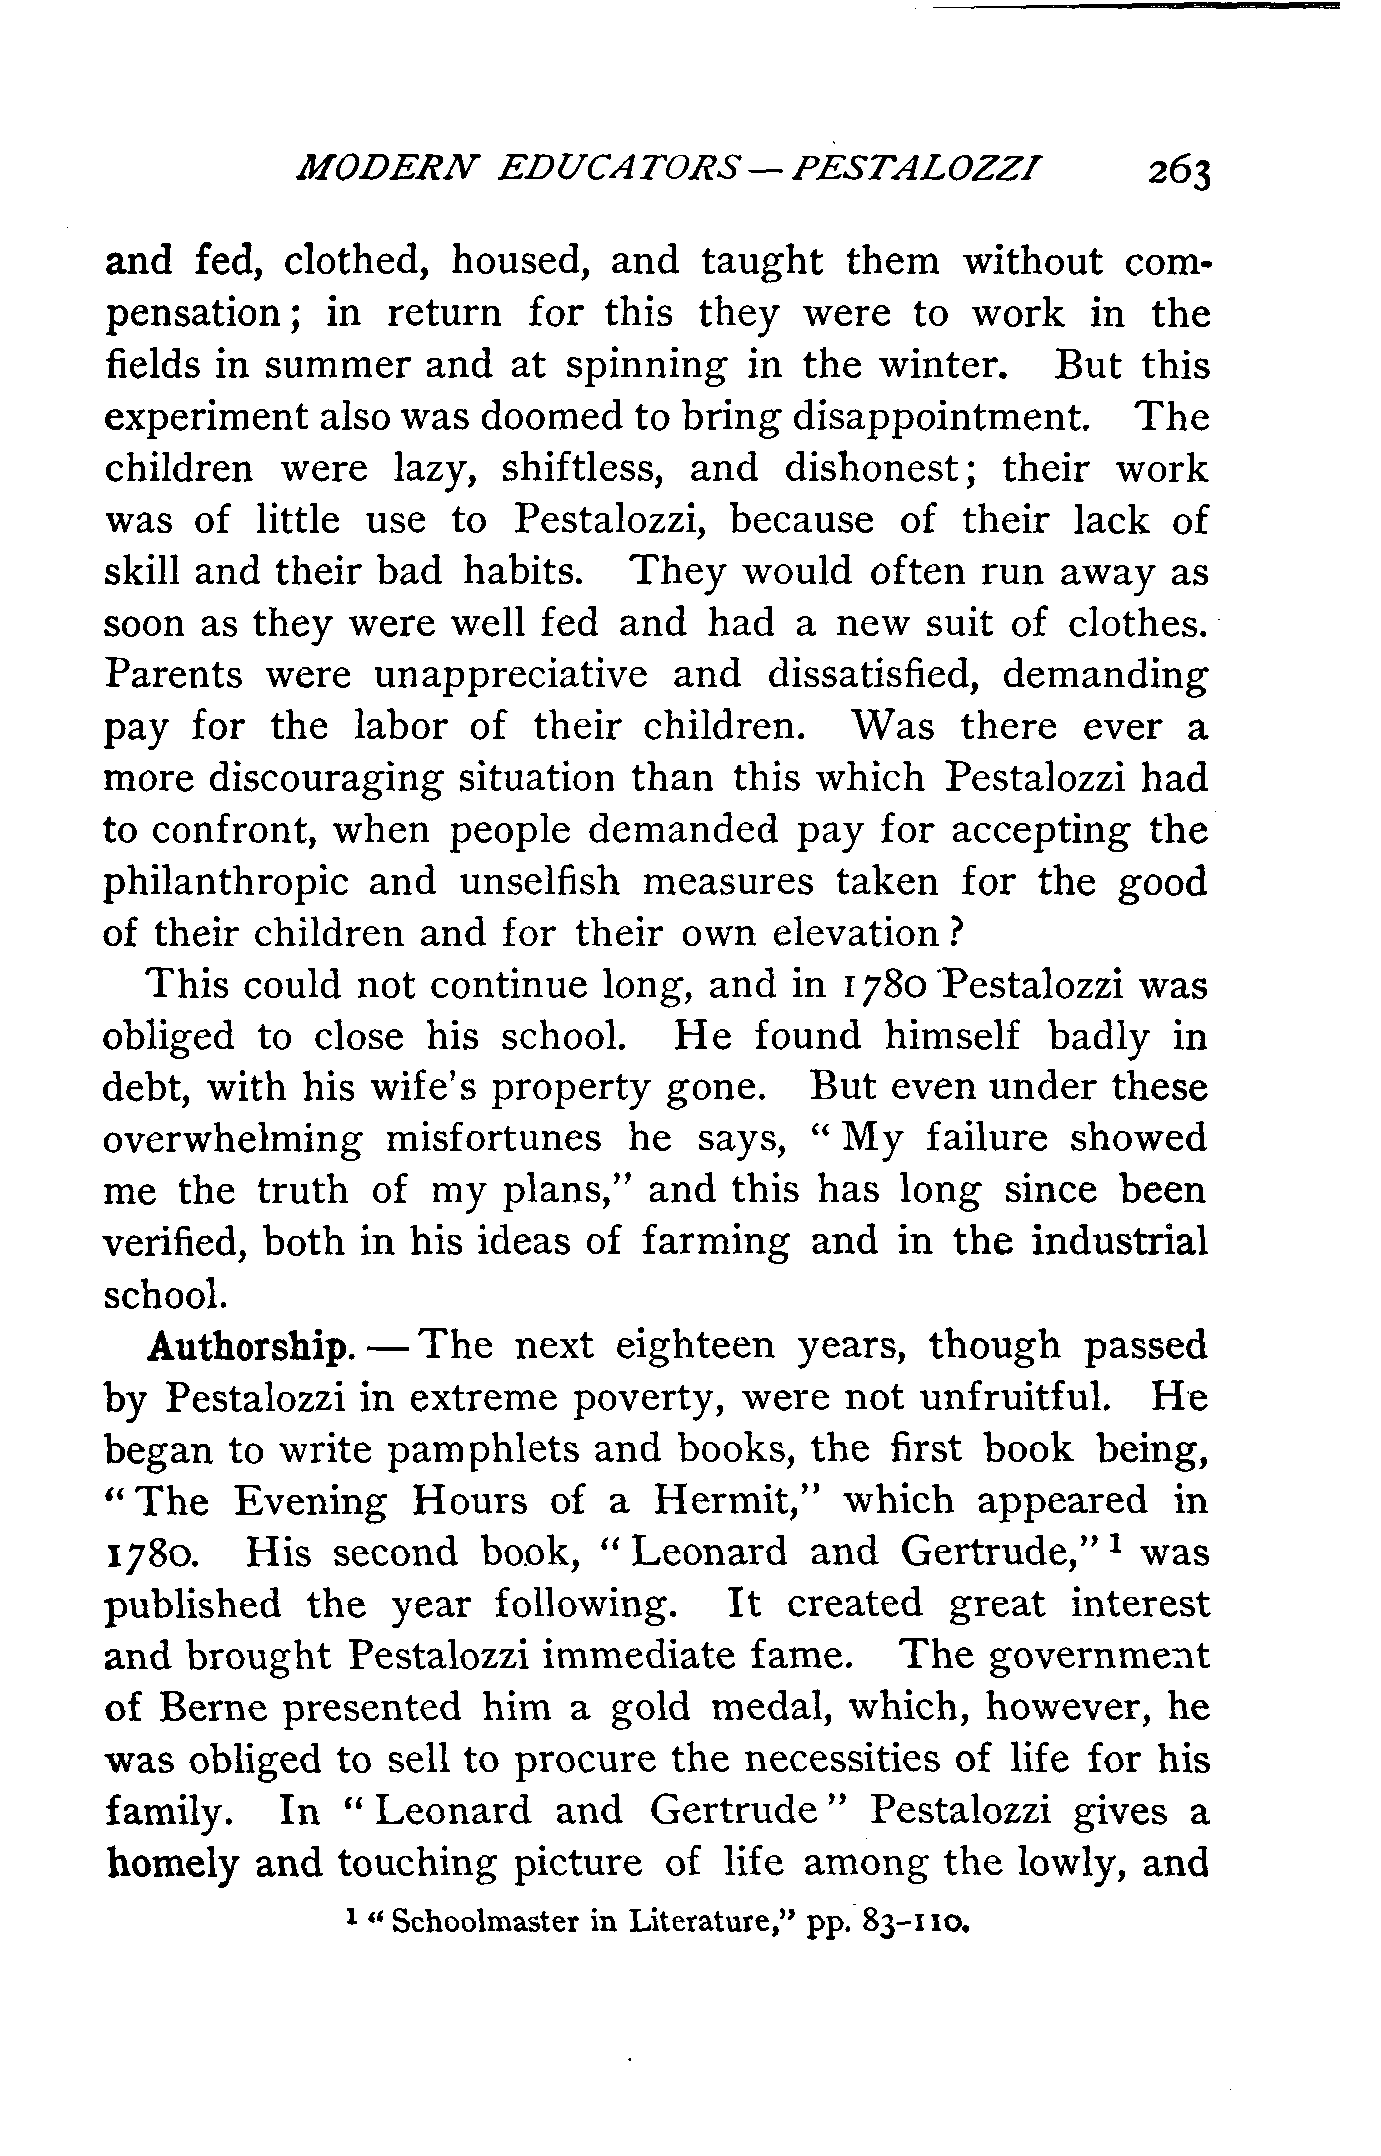 MODERN EDUCATORS — PESTALOZZI 263
and fed, clothed, housed, and taught them without com-
pensation; in return for this they were to work in the
fields in summer and at spinning in the winter. But this
experiment also was doomed to bring disappointment. The
children were lazy, shiftless, and dishonest; their work
was of little use to Pestalozzi, because of their lack of
skill and their bad habits. They would often run away as
soon as they were well fed and had a new suit of clothes.
Parents were unappreciative and dissatisfied, demanding
pay for the labor of their children. Was there ever a
more discouraging situation than this which Pestalozzi had
to confront, when people demanded pay for accepting the
philanthropic and unselfish measures taken for the good
of their children and for their own elevation?
This could not continue long, and in 1780 Pestalozzi was
obliged to close his school. He found himself badly in
debt, with his wife's property gone. But even under these
overwhelming misfortunes he says, "My failure showed
me the truth of my plans," and this has long since been
verified, both in his ideas of farming and in the industrial
school.
Authorship. — The next eighteen years, though passed
by Pestalozzi in extreme poverty, were not unfruitful. He
began to write pamphlets and books, the first book being,
"The Evening Hours of a Hermit," which appeared in
1780. His second book, "Leonard and Gertrude," ¹ was
published the year following. It created great interest
and brought Pestalozzi immediate fame. The government
of Berne presented him a gold medal, which, however, he
was obliged to sell to procure the necessities of life for his
family. In "Leonard and Gertrude" Pestalozzi gives a
homely and touching picture of life among the lowly, and
¹ "Schoolmaster in Literature," pp. 83–110.